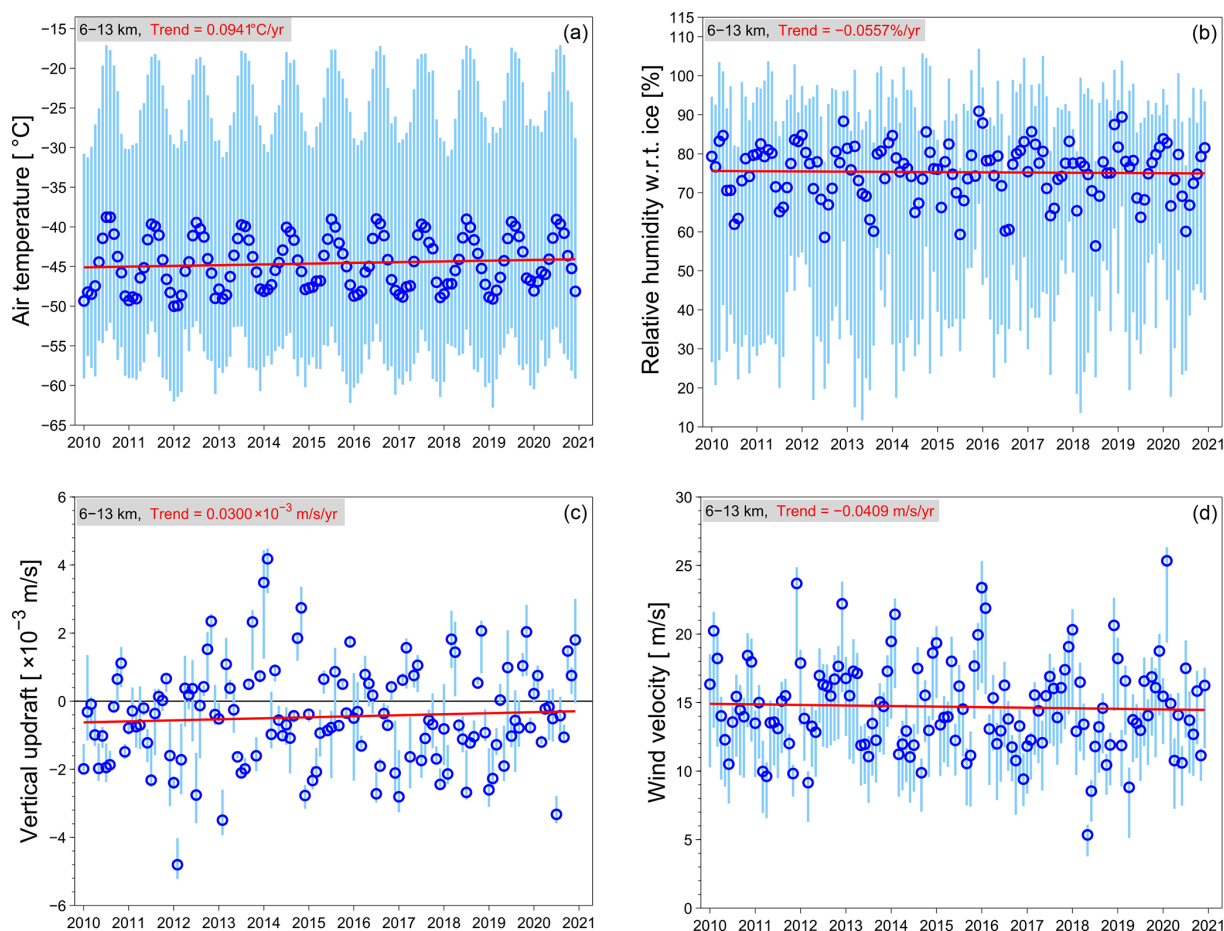 6−13 km, Trend = 0.0941°C/yr
(a)
Air temperature [ °C]
−15
−20
−25
−30
−35
−40
−45
−50
−55
−60
−65
2010 2011 2012 2013 2014 2015 2016 2017 2018 2019 2020 2021
6−13 km, Trend = −0.0557%/yr
(b)
Relative humidity w.r.t. ice [%]
115
110
100
90
80
70
60
50
40
30
20
10
2010 2011 2012 2013 2014 2015 2016 2017 2018 2019 2020 2021
6−13 km, Trend = 0.0300×10⁻³ m/s/yr
(c)
Vertical updraft [ ×10⁻³ m/s]
6
4
2
0
−2
−4
−6
2010 2011 2012 2013 2014 2015 2016 2017 2018 2019 2020 2021
6−13 km, Trend = −0.0409 m/s/yr
(d)
Wind velocity [m/s]
30
25
20
15
10
5
0
2010 2011 2012 2013 2014 2015 2016 2017 2018 2019 2020 2021